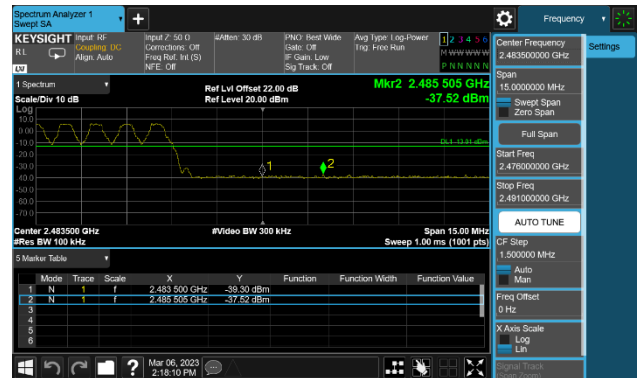 Spectrum Analyzer 1
Swept SA
+
Frequency
KEYSIGHT
RL
Input: RF
Coupling: DC
Align: Auto
Input Z: 50 Ω
Corrections: Off
Freq Ref: Int (S)
NFE: Off
#Atten: 30 dB
PNO: Best Wide
Gate: Off
IF Gain: Low
Sig Track: Off
Avg Type: Log-Power
Trig: Free Run
1 2 3 4 5 6
M W W W W W
P N N N N N
LXI
Center Frequency
2.483500000 GHz
Settings
Span
15.0000000 MHz
Swept Span
Zero Span
Full Span
Start Freq
2.476000000 GHz
Stop Freq
2.491000000 GHz
AUTO TUNE
CF Step
1.500000 MHz
Auto
Man
Freq Offset
0 Hz
X Axis Scale
Log
Lin
Signal Track
(Span Zoom)
1 Spectrum
Scale/Div 10 dB
Ref Lvl Offset 22.00 dB
Ref Level 20.00 dBm
Mkr2 2.485 505 GHz
-37.52 dBm
Log
10.0
0.00
-10.0
-20.0
-30.0
-40.0
-50.0
-60.0
-70.0
DL1 -13.01 dBm
1
2
Center 2.483500 GHz
#Res BW 100 kHz
#Video BW 300 kHz
Span 15.00 MHz
Sweep 1.00 ms (1001 pts)
5 Marker Table
Mode Trace Scale X Y Function Function Width Function Value
1 N 1 f 2.483 500 GHz -39.30 dBm
2 N 1 f 2.485 505 GHz -37.52 dBm
3
4
5
6
?
Mar 06, 2023
2:18:10 PM